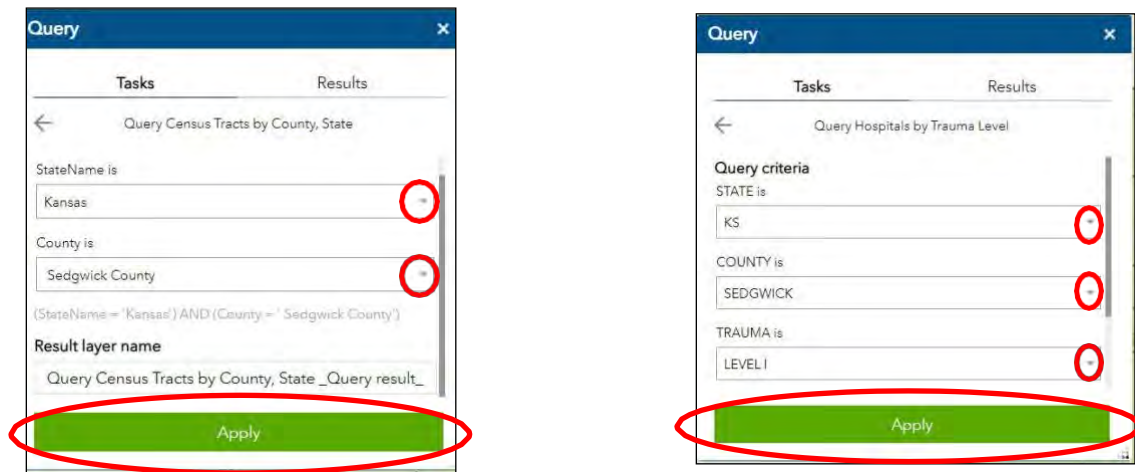 Query ×
Tasks Results
← Query Census Tracts by County, State
StateName is
Kansas
County is
Sedgwick County
(StateName = 'Kansas') AND (County = ' Sedgwick County')
Result layer name
Query Census Tracts by County, State _Query result_
Apply
Query ×
Tasks Results
← Query Hospitals by Trauma Level
Query criteria
STATE is
KS
COUNTY is
SEDGWICK
TRAUMA is
LEVEL I
Apply